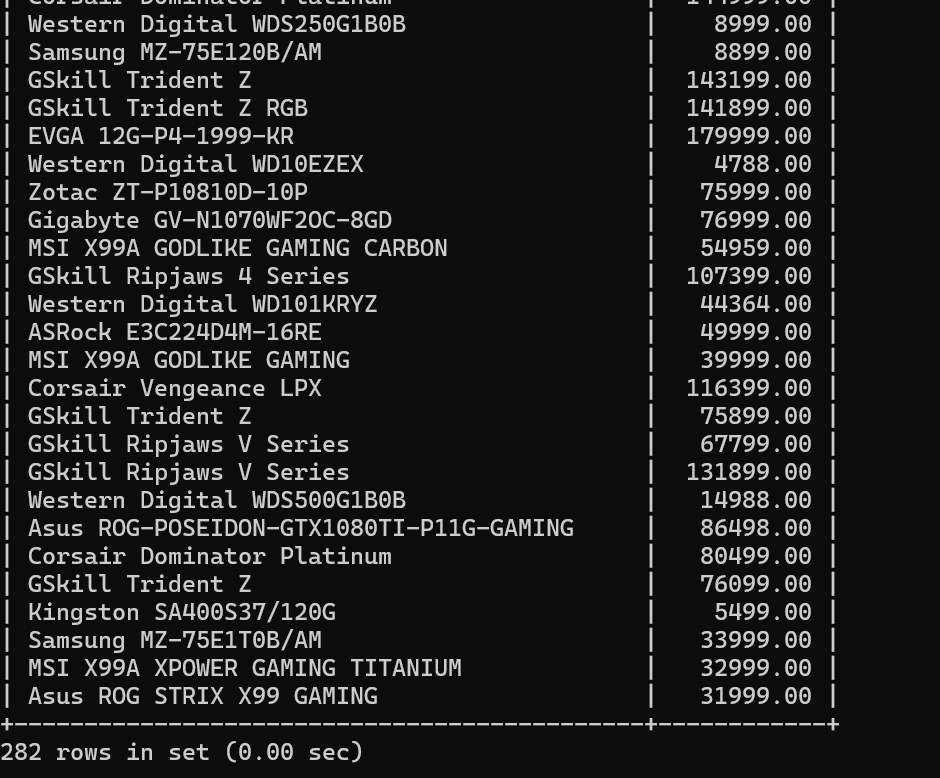 | Corsair Dominator Platinum | 144999.00 |
| Western Digital WDS250G1B0B | 8999.00 |
| Samsung MZ-75E120B/AM | 8899.00 |
| GSkill Trident Z | 143199.00 |
| GSkill Trident Z RGB | 141899.00 |
| EVGA 12G-P4-1999-KR | 179999.00 |
| Western Digital WD10EZEX | 4788.00 |
| Zotac ZT-P10810D-10P | 75999.00 |
| Gigabyte GV-N1070WF2OC-8GD | 76999.00 |
| MSI X99A GODLIKE GAMING CARBON | 54959.00 |
| GSkill Ripjaws 4 Series | 107399.00 |
| Western Digital WD101KRYZ | 44364.00 |
| ASRock E3C224D4M-16RE | 49999.00 |
| MSI X99A GODLIKE GAMING | 39999.00 |
| Corsair Vengeance LPX | 116399.00 |
| GSkill Trident Z | 75899.00 |
| GSkill Ripjaws V Series | 67799.00 |
| GSkill Ripjaws V Series | 131899.00 |
| Western Digital WDS500G1B0B | 14988.00 |
| Asus ROG-POSEIDON-GTX1080TI-P11G-GAMING | 86498.00 |
| Corsair Dominator Platinum | 80499.00 |
| GSkill Trident Z | 76099.00 |
| Kingston SA400S37/120G | 5499.00 |
| Samsung MZ-75E1T0B/AM | 33999.00 |
| MSI X99A XPOWER GAMING TITANIUM | 32999.00 |
| Asus ROG STRIX X99 GAMING | 31999.00 |
+---------------------------------------------+------------+
282 rows in set (0.00 sec)